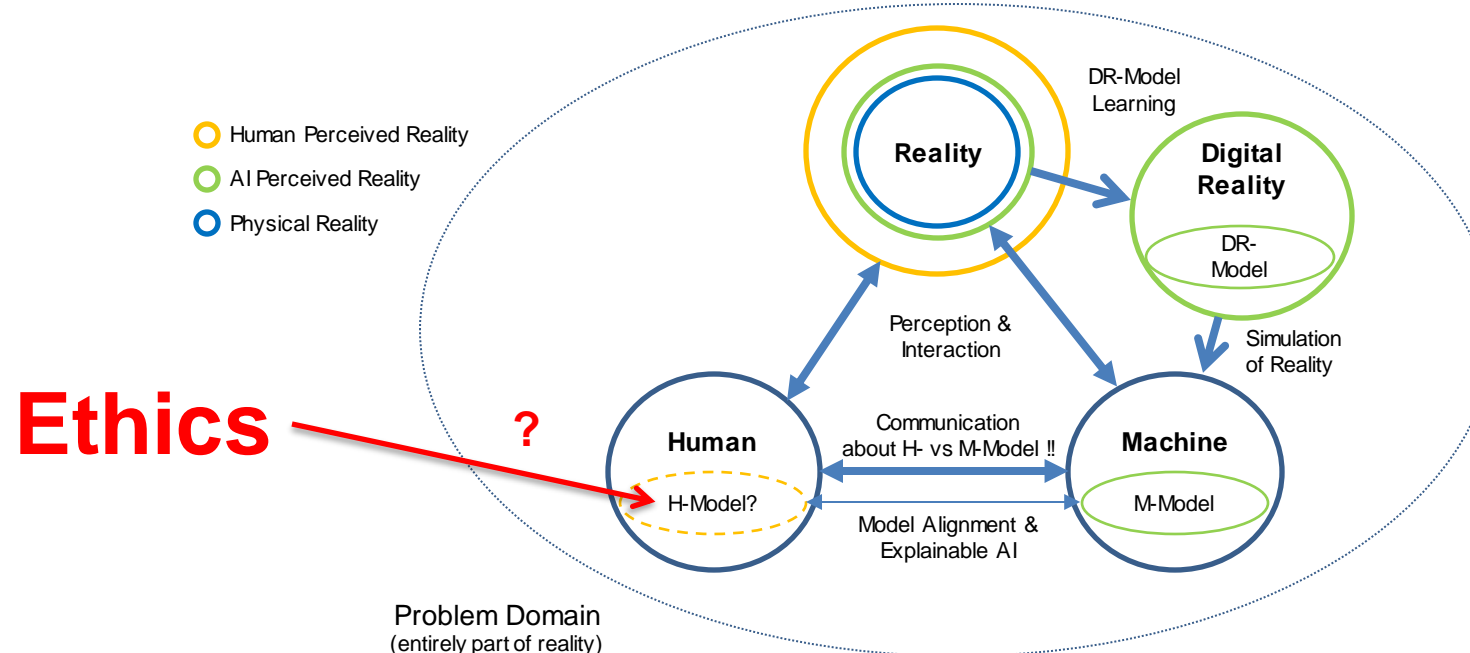 DR-Model
Learning
Human Perceived Reality
AI Perceived Reality
Physical Reality
Reality
Digital
Reality
DR-
Model
Perception &
Interaction
Simulation
of Reality
Ethics
?
Human
Communication
about H- vs M-Model !!
Machine
H-Model?
M-Model
Model Alignment &
Explainable AI
Problem Domain
(entirely part of reality)